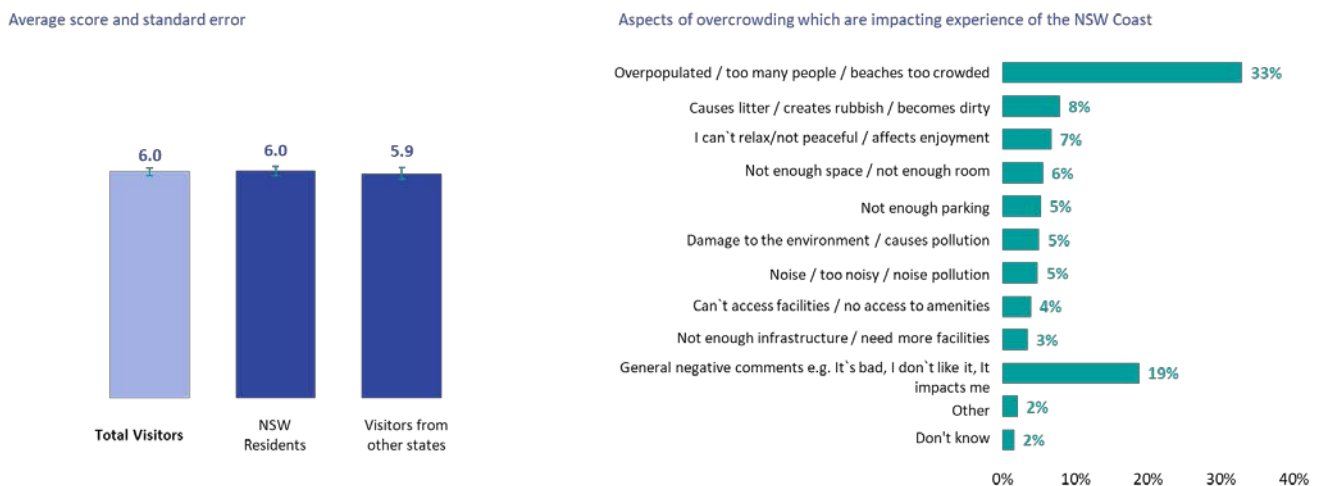 Average score and standard error
6.0
6.0
5.9
Total Visitors
NSW
Residents
Visitors from
other states
Aspects of overcrowding which are impacting experience of the NSW Coast
Overpopulated / too many people / beaches too crowded
33%
Causes litter / creates rubbish / becomes dirty
8%
I can`t relax/not peaceful / affects enjoyment
7%
Not enough space / not enough room
6%
Not enough parking
5%
Damage to the environment / causes pollution
5%
Noise / too noisy / noise pollution
5%
Can`t access facilities / no access to amenities
4%
Not enough infrastructure / need more facilities
3%
General negative comments e.g. It`s bad, I don`t like it, It
impacts me
19%
Other
2%
Don't know
2%
0% 10% 20% 30% 40%